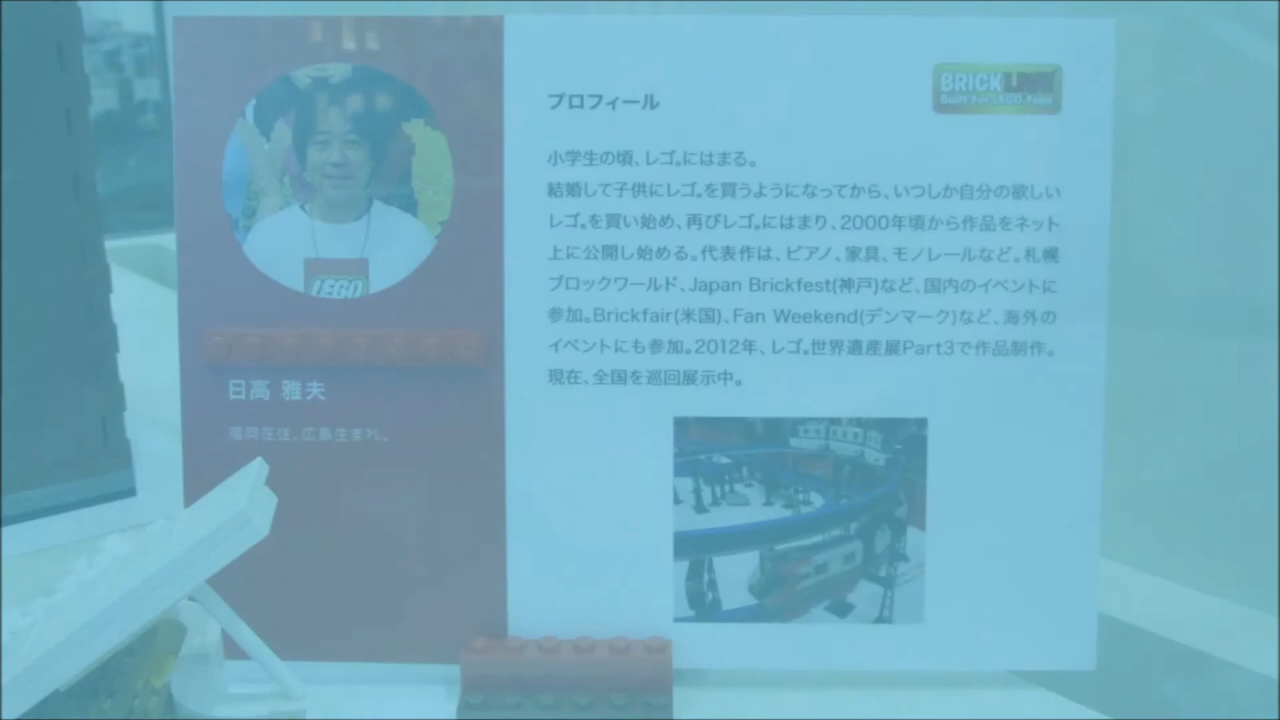 BRICKLIVE
Built for LEGO Fans
プロフィール
小学生の頃、レゴ®にはまる。
結婚して子供にレゴ®を買うようになってから、いつしか自分の欲しい
レゴ®を買い始め、再びレゴ®にはまり、2000年頃から作品をネット
上に公開し始める。代表作は、ピアノ、家具、モノレールなど。札幌
ブロックワールド、Japan Brickfest(神戸)など、国内のイベントに
参加。Brickfair(米国)、Fan Weekend(デンマーク)など、海外の
イベントにも参加。2012年、レゴ®世界遺産展Part3で作品制作。
現在、全国を巡回展示中。
LEGO
日高 雅夫
福岡在住。広島生まれ。